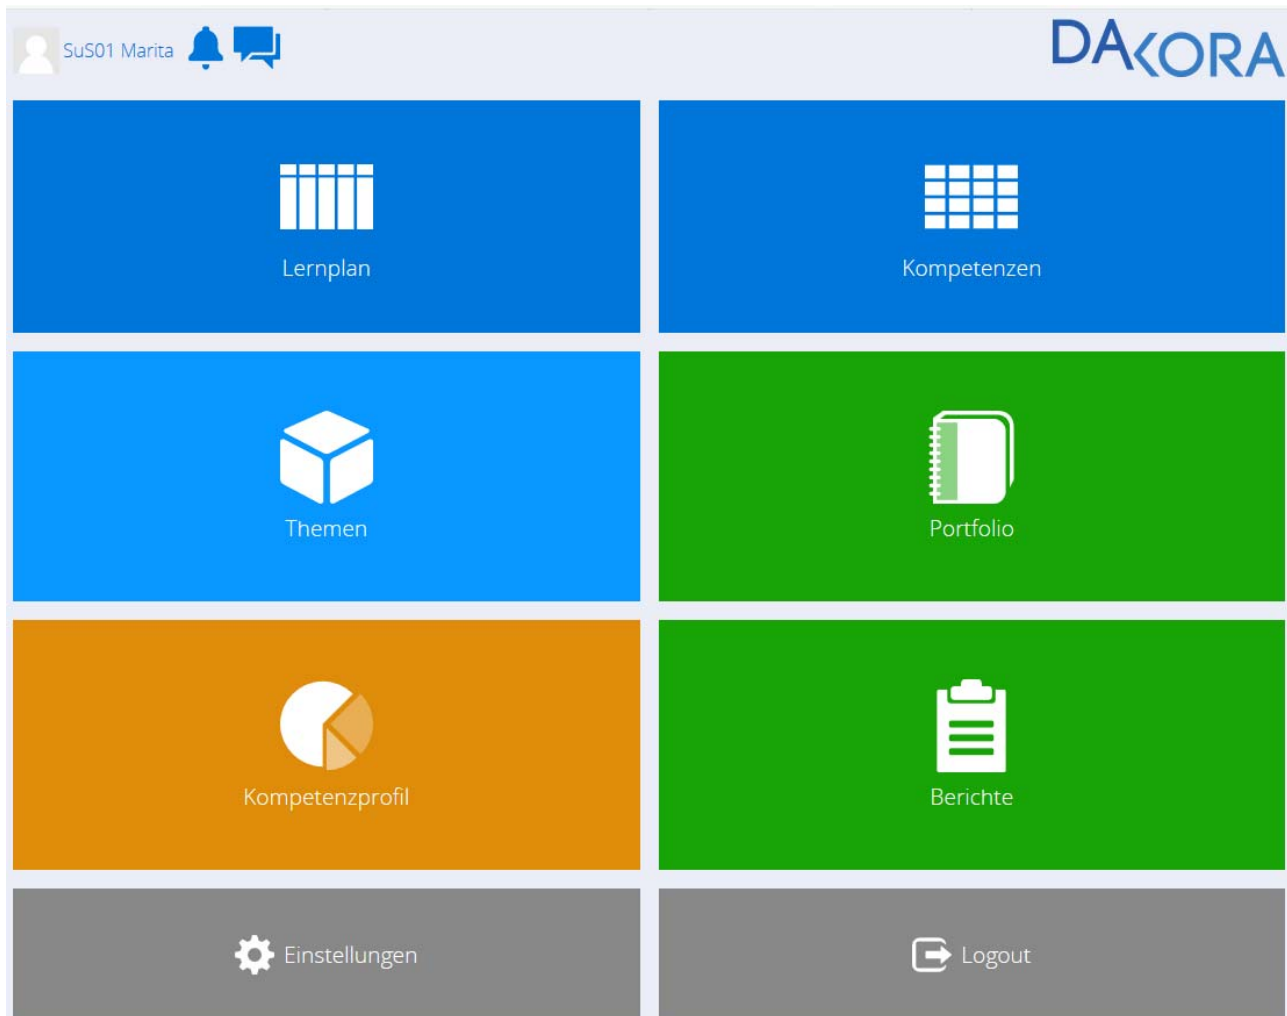 SuS01 Marita
DAKORA
Lernplan
Kompetenzen
Themen
Portfolio
Kompetenzprofil
Berichte
Einstellungen
Logout